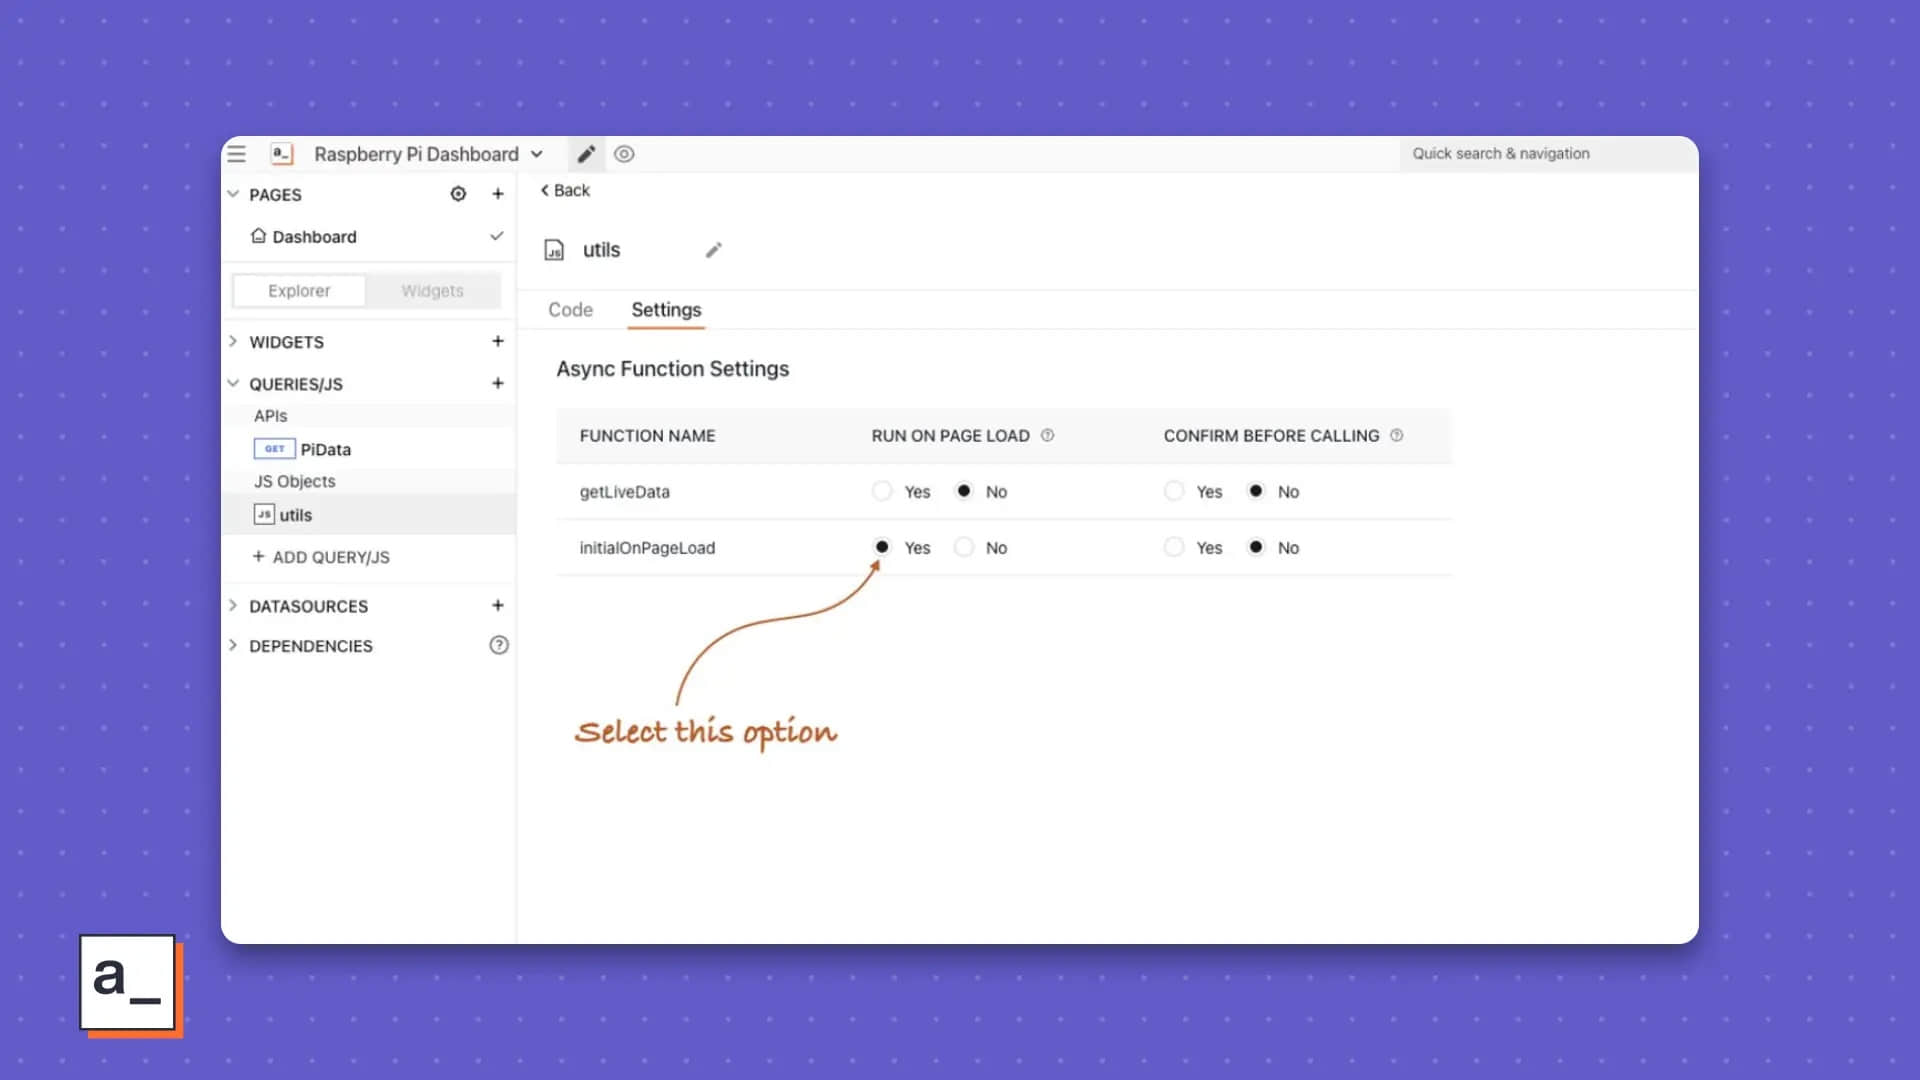 a_ Raspberry Pi Dashboard Quick search & navigation
PAGES
Dashboard
Explorer Widgets
WIDGETS
QUERIES/JS
APIs
GET PiData
JS Objects
JS utils
ADD QUERY/JS
DATASOURCES
DEPENDENCIES
Back
JS utils
Code Settings
Async Function Settings
FUNCTION NAME RUN ON PAGE LOAD CONFIRM BEFORE CALLING
getLiveData Yes No Yes No
initialOnPageLoad Yes No Yes No
Select this option
a_